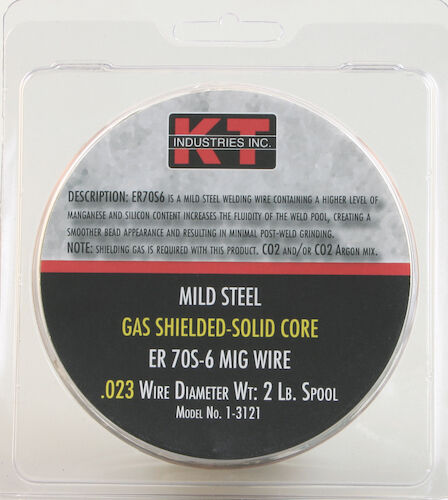 KT
INDUSTRIES INC.
DESCRIPTION: ER70S6 IS A MILD STEEL WELDING WIRE CONTAINING A HIGHER LEVEL OF
MANGANESE AND SILICON CONTENT INCREASES THE FLUIDITY OF THE WELD POOL, CREATING A
SMOOTHER BEAD APPEARANCE AND RESULTING IN MINIMAL POST-WELD GRINDING.
NOTE: SHIELDING GAS IS REQUIRED WITH THIS PRODUCT. CO2 AND/OR CO2 ARGON MIX.
MILD STEEL
GAS SHIELDED-SOLID CORE
ER 70S-6 MIG WIRE
.023 WIRE DIAMETER WT: 2 LB. SPOOL
MODEL NO. 1-3121